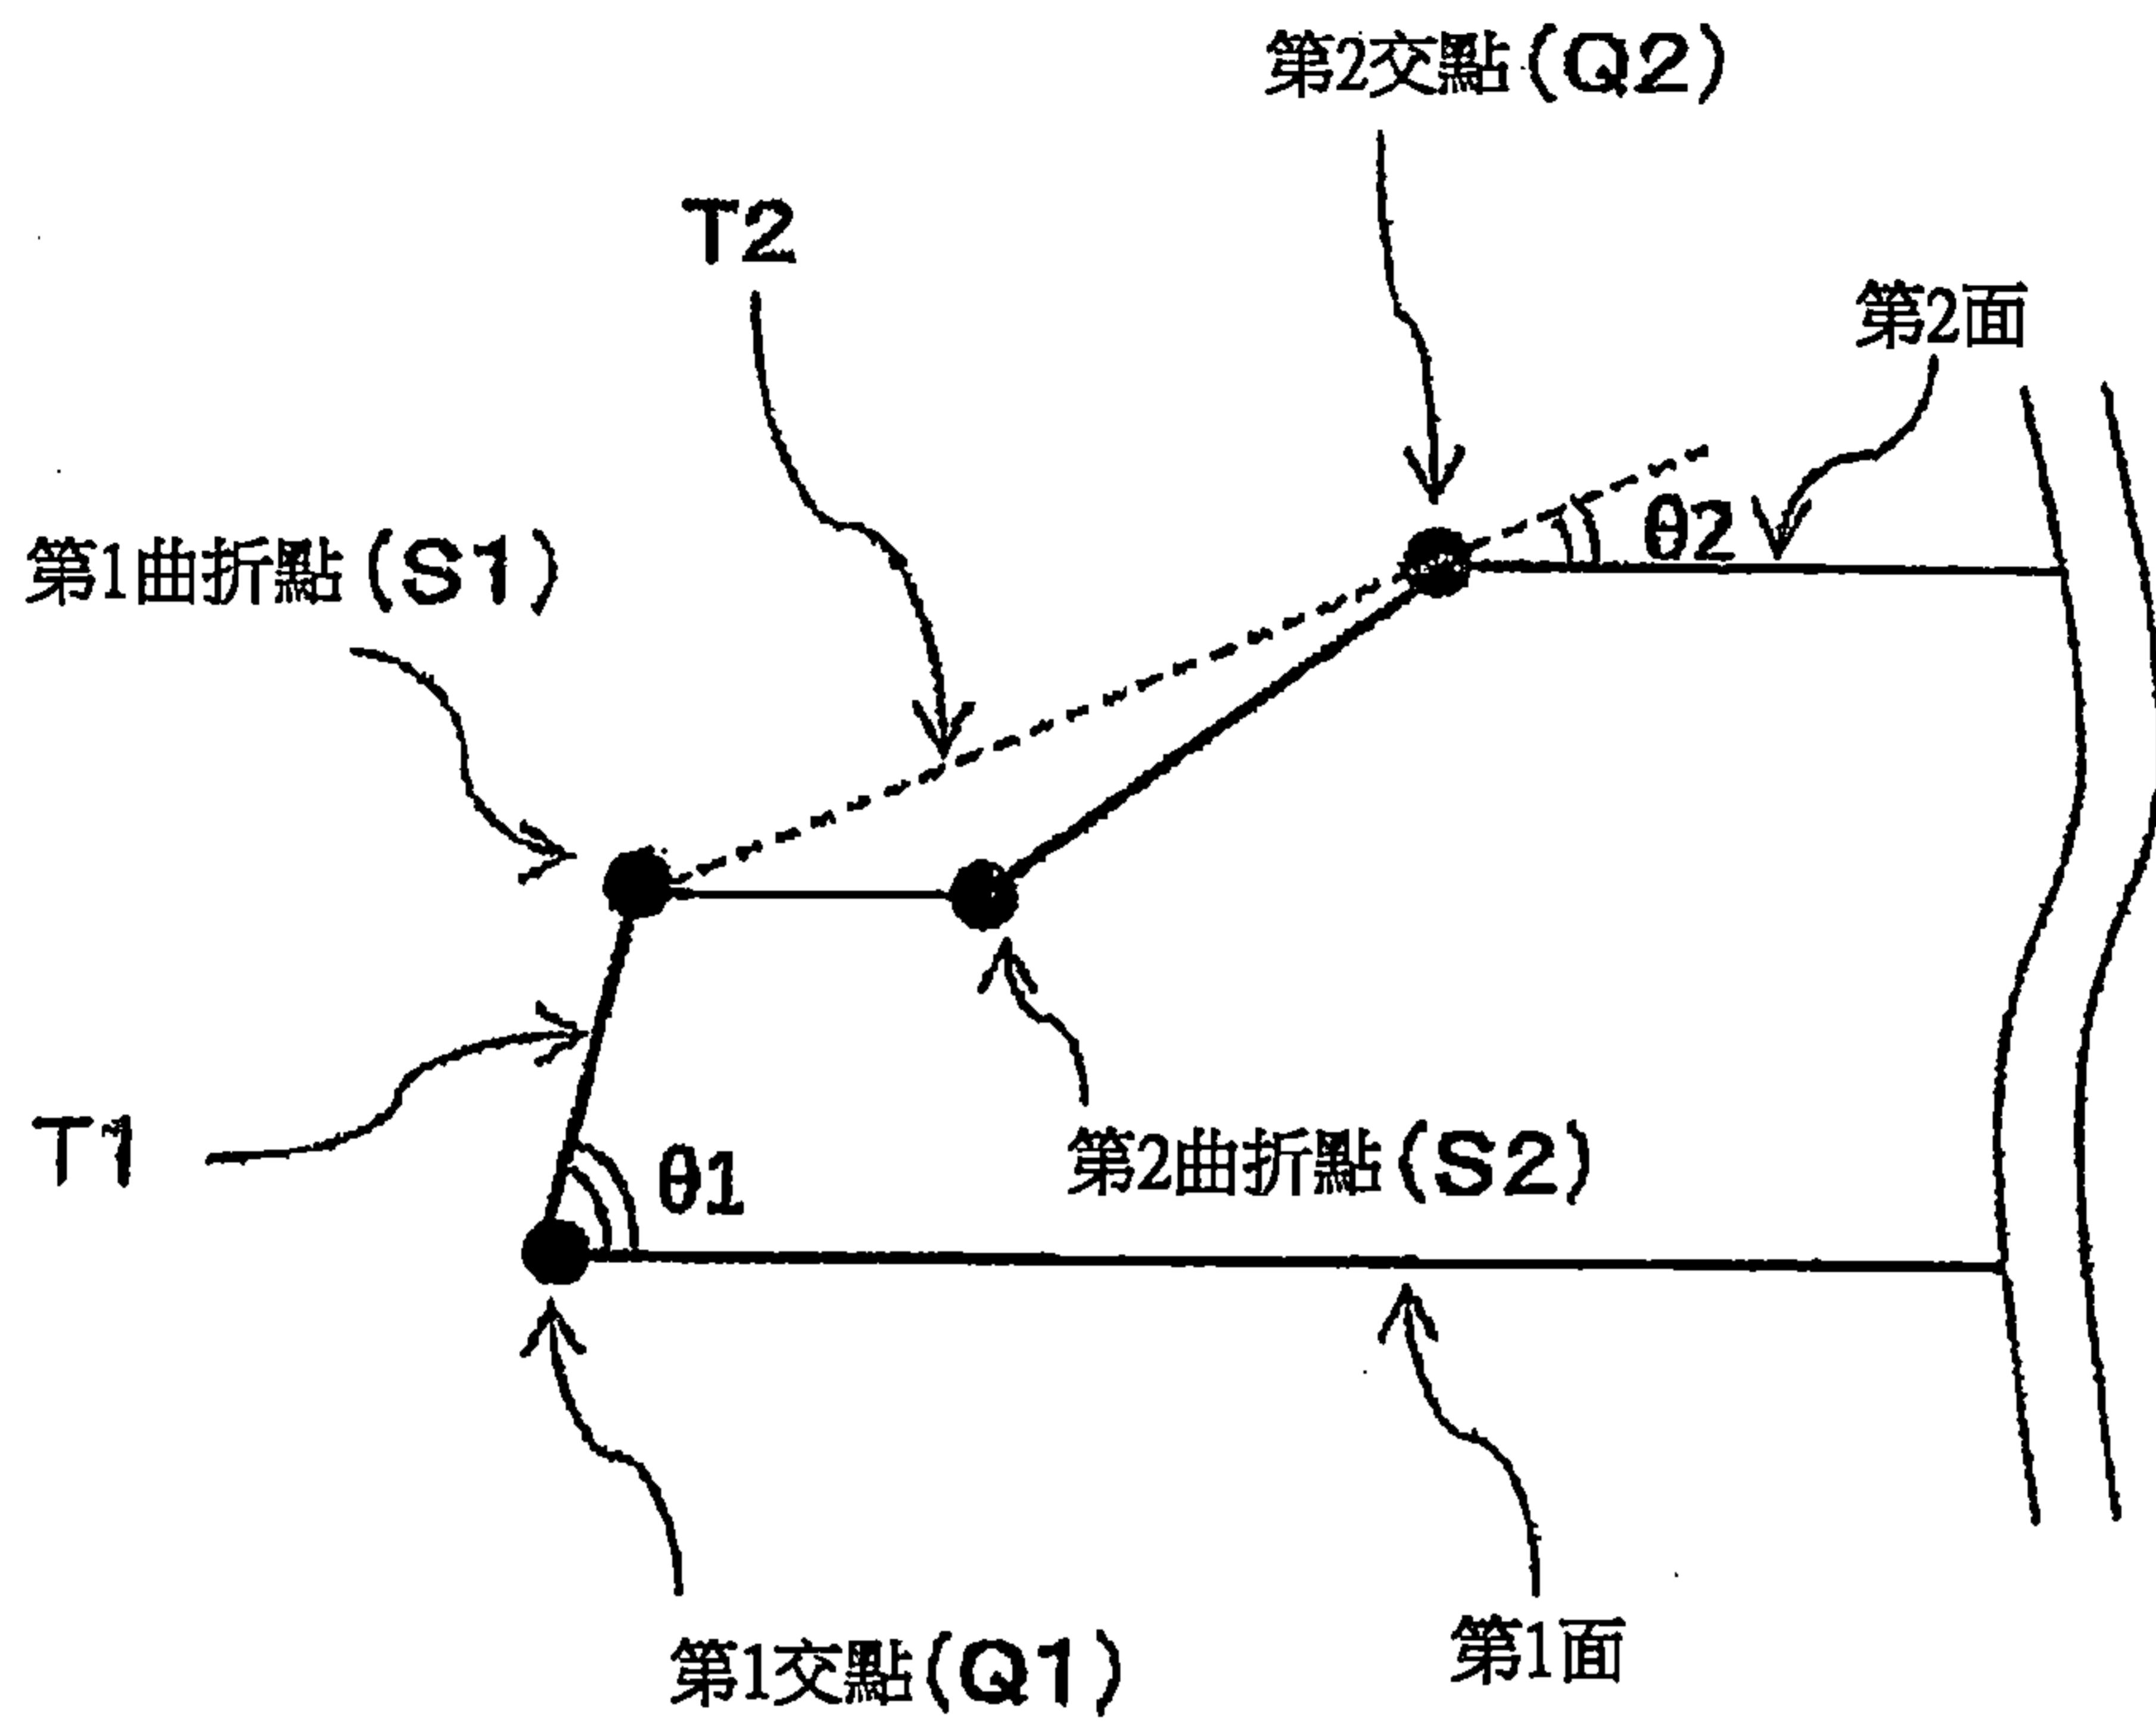 第2交點(Q2)
T2
第2面
θ2
第1曲折點(S1)
T1
θ1
第2曲折點(S2)
第1交點(Q1)
第1面